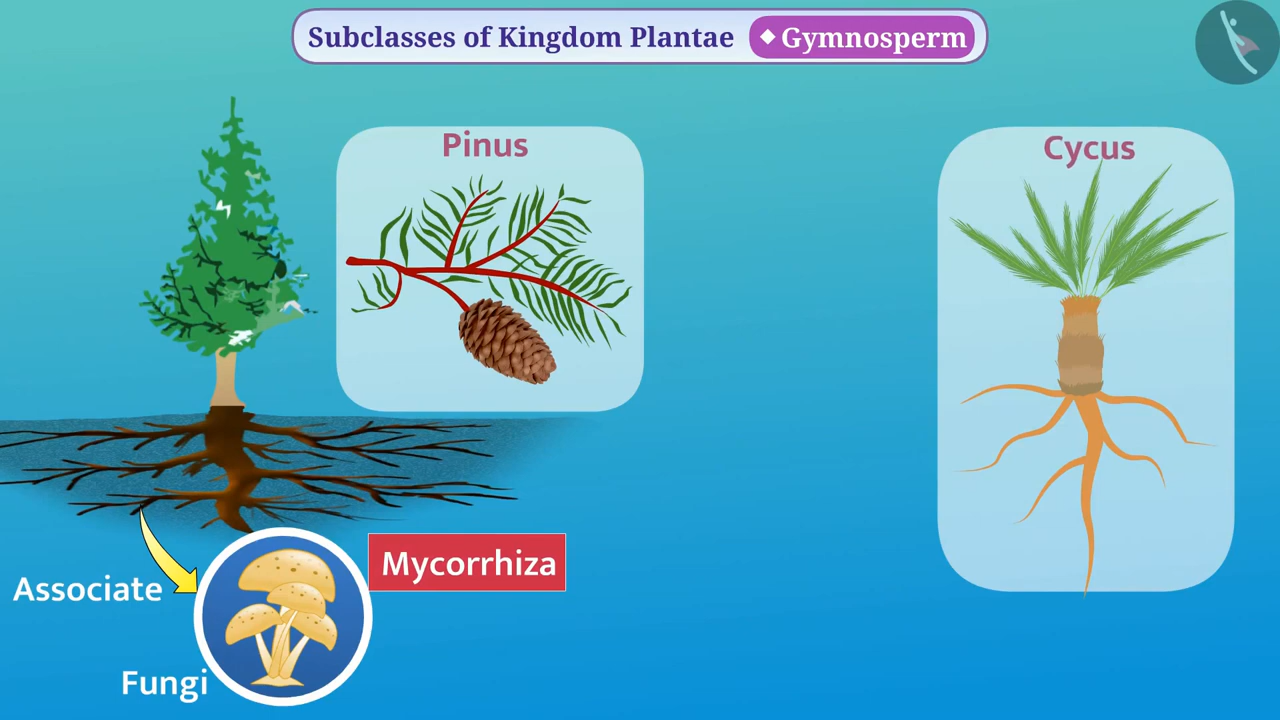 Subclasses of Kingdom Plantae ◆ Gymnosperm
Pinus
Cycus
Mycorrhiza
Associate
Fungi